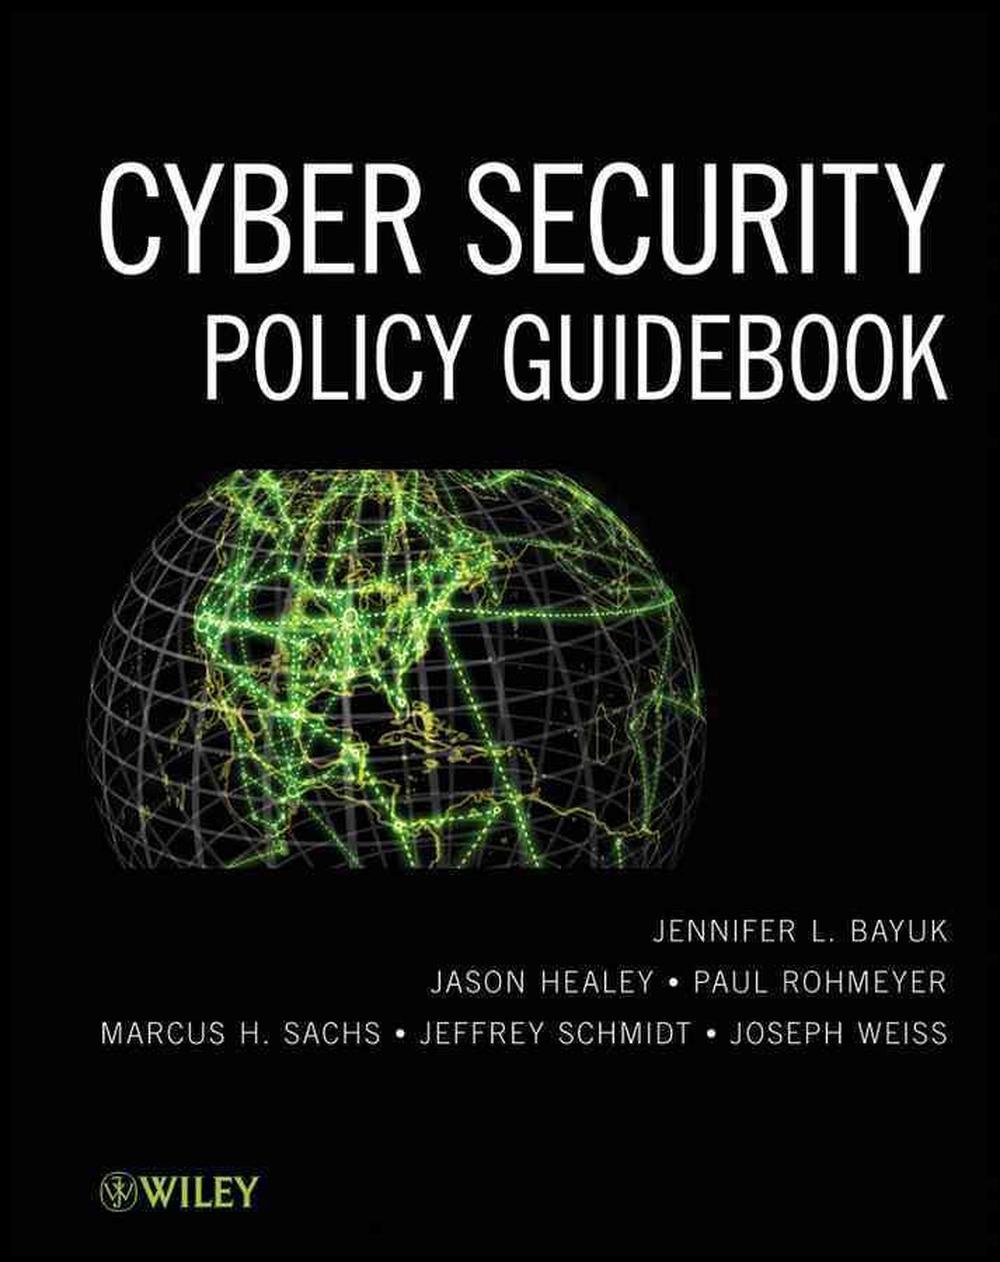 CYBER SECURITY
POLICY GUIDEBOOK
JENNIFER L. BAYUK
JASON HEALEY • PAUL ROHMEYER
MARCUS H. SACHS • JEFFREY SCHMIDT • JOSEPH WEISS
WILEY